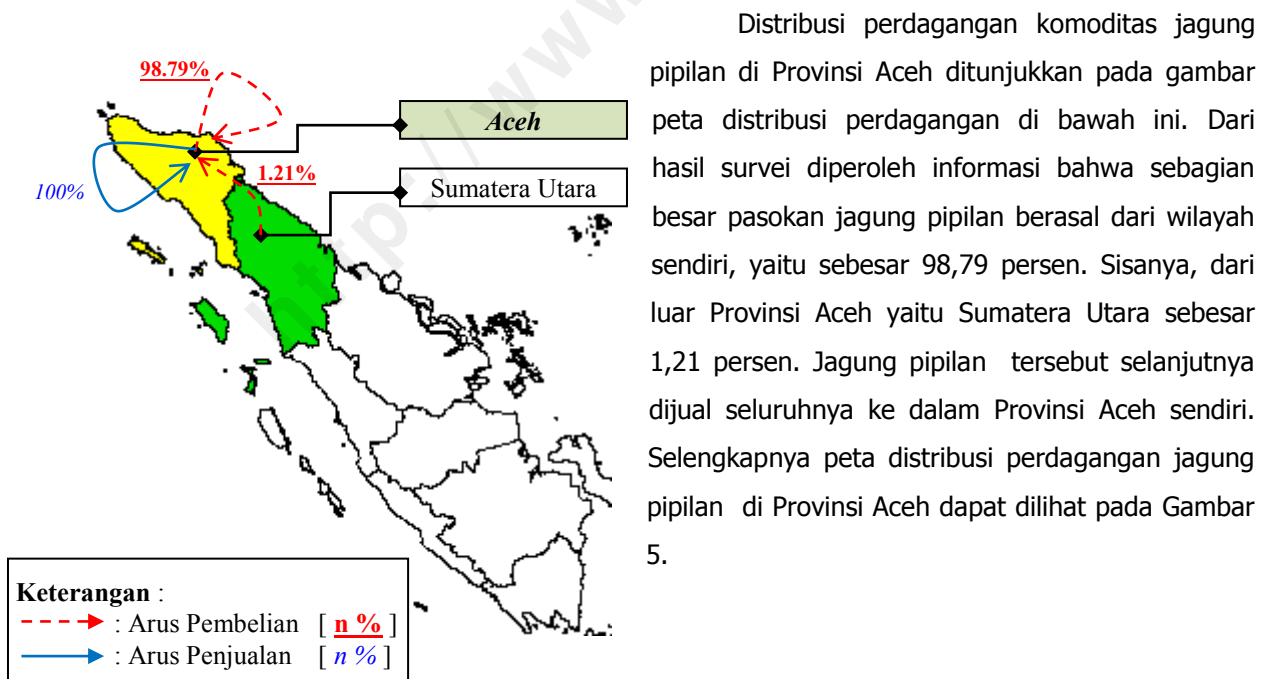 98.79%
Aceh
1.21%
Sumatera Utara
100%
Keterangan :
: Arus Pembelian [ n % ]
: Arus Penjualan [ n % ]
Distribusi perdagangan komoditas jagung
pipilan di Provinsi Aceh ditunjukkan pada gambar
peta distribusi perdagangan di bawah ini. Dari
hasil survei diperoleh informasi bahwa sebagian
besar pasokan jagung pipilan berasal dari wilayah
sendiri, yaitu sebesar 98,79 persen. Sisanya, dari
luar Provinsi Aceh yaitu Sumatera Utara sebesar
1,21 persen. Jagung pipilan tersebut selanjutnya
dijual seluruhnya ke dalam Provinsi Aceh sendiri.
Selengkapnya peta distribusi perdagangan jagung
pipilan di Provinsi Aceh dapat dilihat pada Gambar
5.
http://www